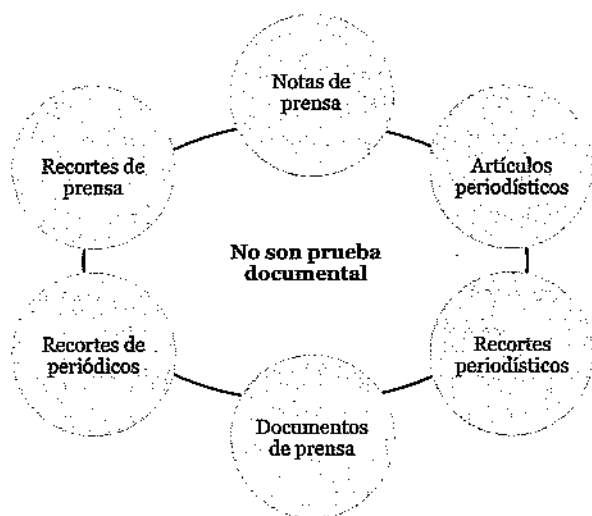 Notas de
prensa
Artículos
periodísticos
Recortes
periodísticos
Documentos
de prensa
Recortes de
periódicos
Recortes de
prensa
No son prueba
documental